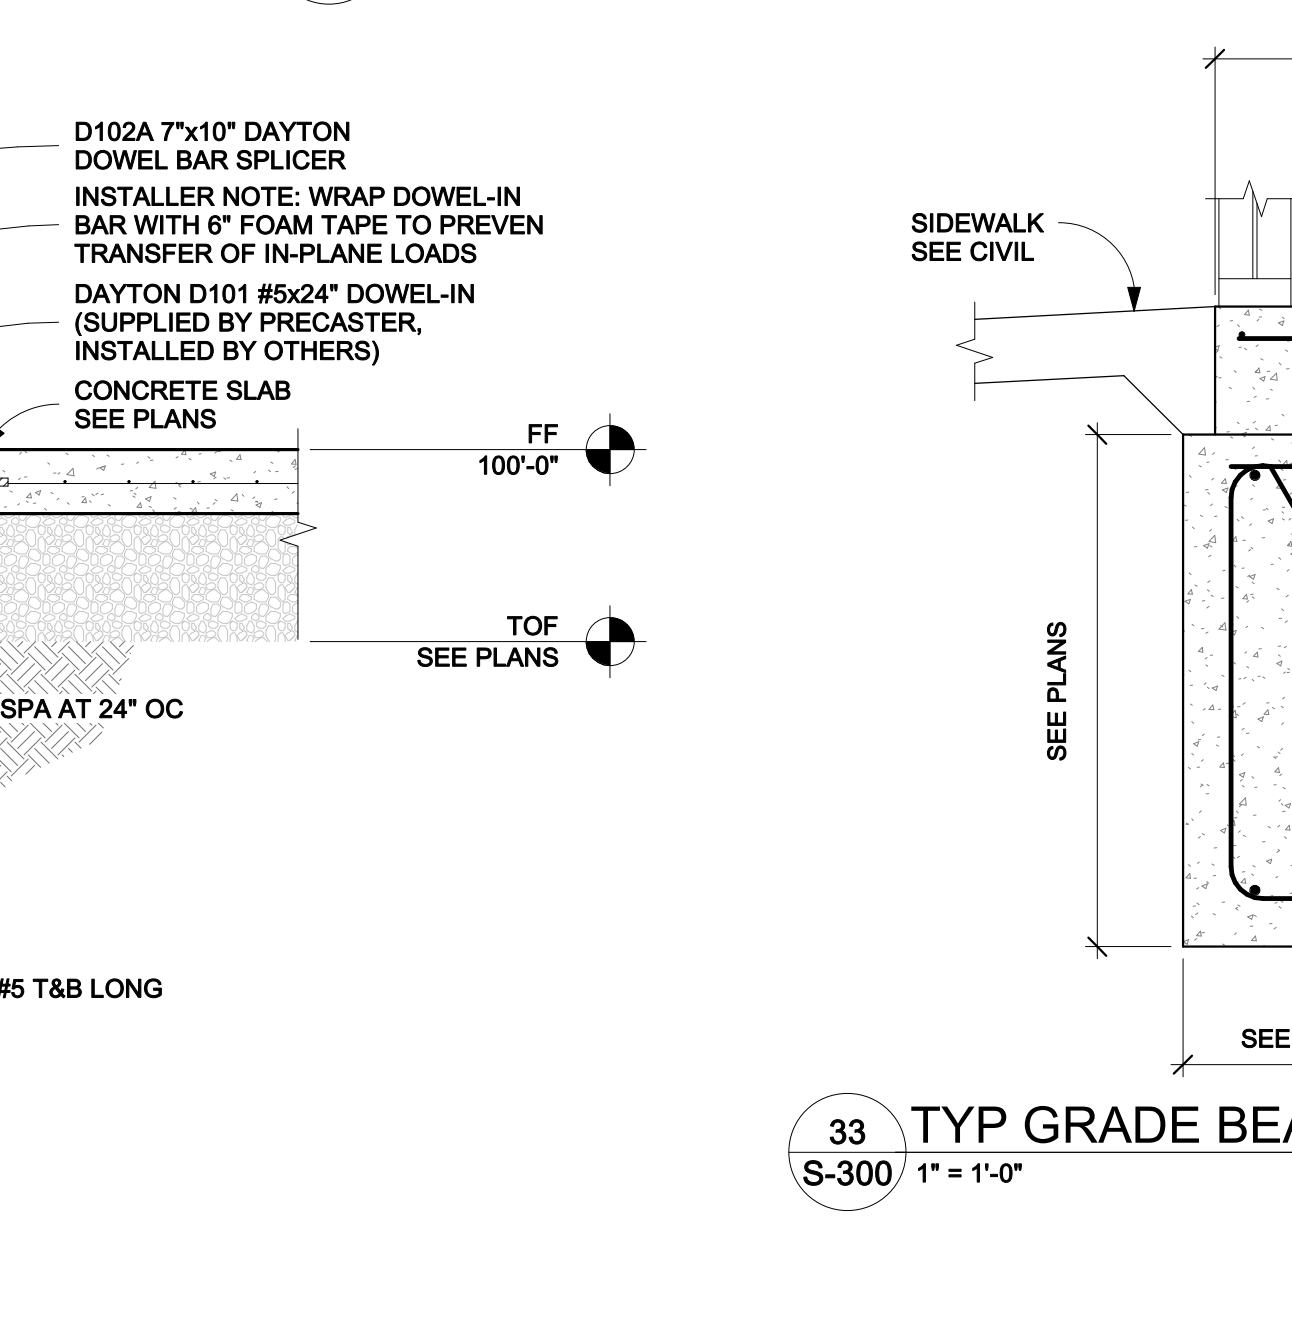 D102A 7"x10" DAYTON
DOWEL BAR SPLICER
INSTALLER NOTE: WRAP DOWEL-IN
BAR WITH 6" FOAM TAPE TO PREVEN
TRANSFER OF IN-PLANE LOADS
DAYTON D101 #5x24" DOWEL-IN
(SUPPLIED BY PRECASTER,
INSTALLED BY OTHERS)
CONCRETE SLAB
SEE PLANS
FF
100'-0"
TOF
SEE PLANS
SPA AT 24" OC
#5 T&B LONG
SIDEWALK
SEE CIVIL
SEE PLANS
SEE
33
S-300
TYP GRADE BEA
1" = 1'-0"